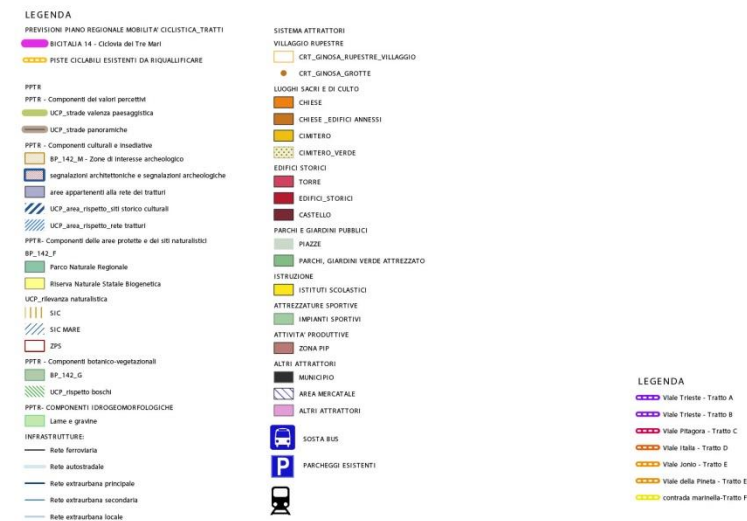 LEGENDA
PREVISIONI PIANO REGIONALE MOBILITA' CICLISTICA_TRATTI
BICITALIA 14 - Ciclovia dei Tre Mari
PISTE CICLABILI ESISTENTI DA RIQUALLIFICARE
PPTR
PPTR - Componenti dei valori percettivi
UCP_strade valenza paesaggistica
UCP_strade panoramiche
PPTR - Componenti culturali e insediative
BP_142_M - Zone di interesse archeologico
segnalazioni architettoniche e segnalazioni archeologiche
aree appartenenti alla rete dei tratturi
UCP_area_rispetto_siti storico culturali
UCP_area_rispetto_rete tratturi
PPTR- Componenti delle aree protette e dei siti naturalistici
BP_142_F
Parco Naturale Regionale
Riserva Naturale Statale Biogenetica
UCP_rilevanza naturalistica
SIC
SIC MARE
ZPS
PPTR - Componenti botanico-vegetazionali
BP_142_G
UCP_rispetto boschi
PPTR- COMPONENTI IDROGEOMORFOLOGICHE
Lame e gravine
INFRASTRUTTURE:
Rete ferroviaria
Rete autostradale
Rete extraurbana principale
Rete extraurbana secondaria
Rete extraurbana locale
SISTEMA ATTRATTORI
VILLAGGIO RUPESTRE
CRT_GINOSA_RUPESTRE_VILLAGGIO
CRT_GINOSA_GROTTE
LUOGHI SACRI E DI CULTO
CHIESE
CHIESE _EDIFICI ANNESSI
CIMITERO
CIMITERO_VERDE
EDIFICI STORICI
TORRE
EDIFICI_STORICI
CASTELLO
PARCHI E GIARDINI PUBBLICI
PIAZZE
PARCHI, GIARDINI VERDE ATTREZZATO
ISTRUZIONE
ISTITUTI SCOLASTICI
ATTREZZATURE SPORTIVE
IMPIANTI SPORTIVI
ATTIVITA' PRODUTTIVE
ZONA PIP
ALTRI ATTRATTORI
MUNICIPIO
AREA MERCATALE
ALTRI ATTRATTORI
SOSTA BUS
P PARCHEGGI ESISTENTI
LEGENDA
Viale Trieste - Tratto A
Viale Trieste - Tratto B
Viale Pitagora - Tratto C
Viale Italia - Tratto D
Viale Jonio - Tratto E
Viale della Pineta - Tratto E
contrada marinella-Tratto F